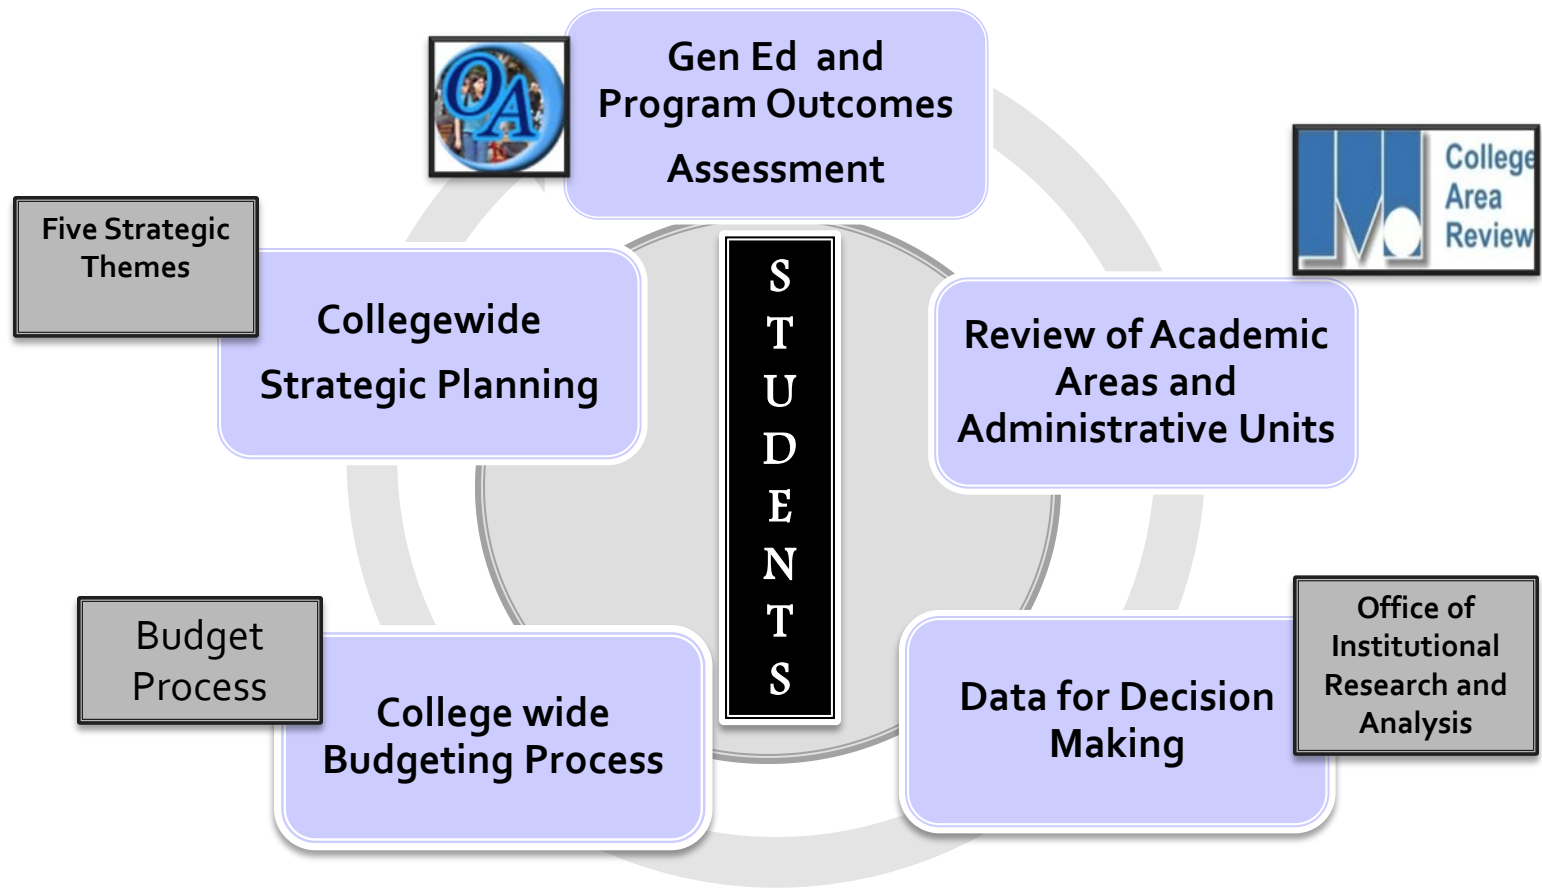 OA
Gen Ed and
Program Outcomes
Assessment
College
Area
Review
Five Strategic
Themes
Collegewide
Strategic Planning
S
T
U
D
E
N
T
S
Review of Academic
Areas and
Administrative Units
Budget
Process
College wide
Budgeting Process
Data for Decision
Making
Office of
Institutional
Research and
Analysis